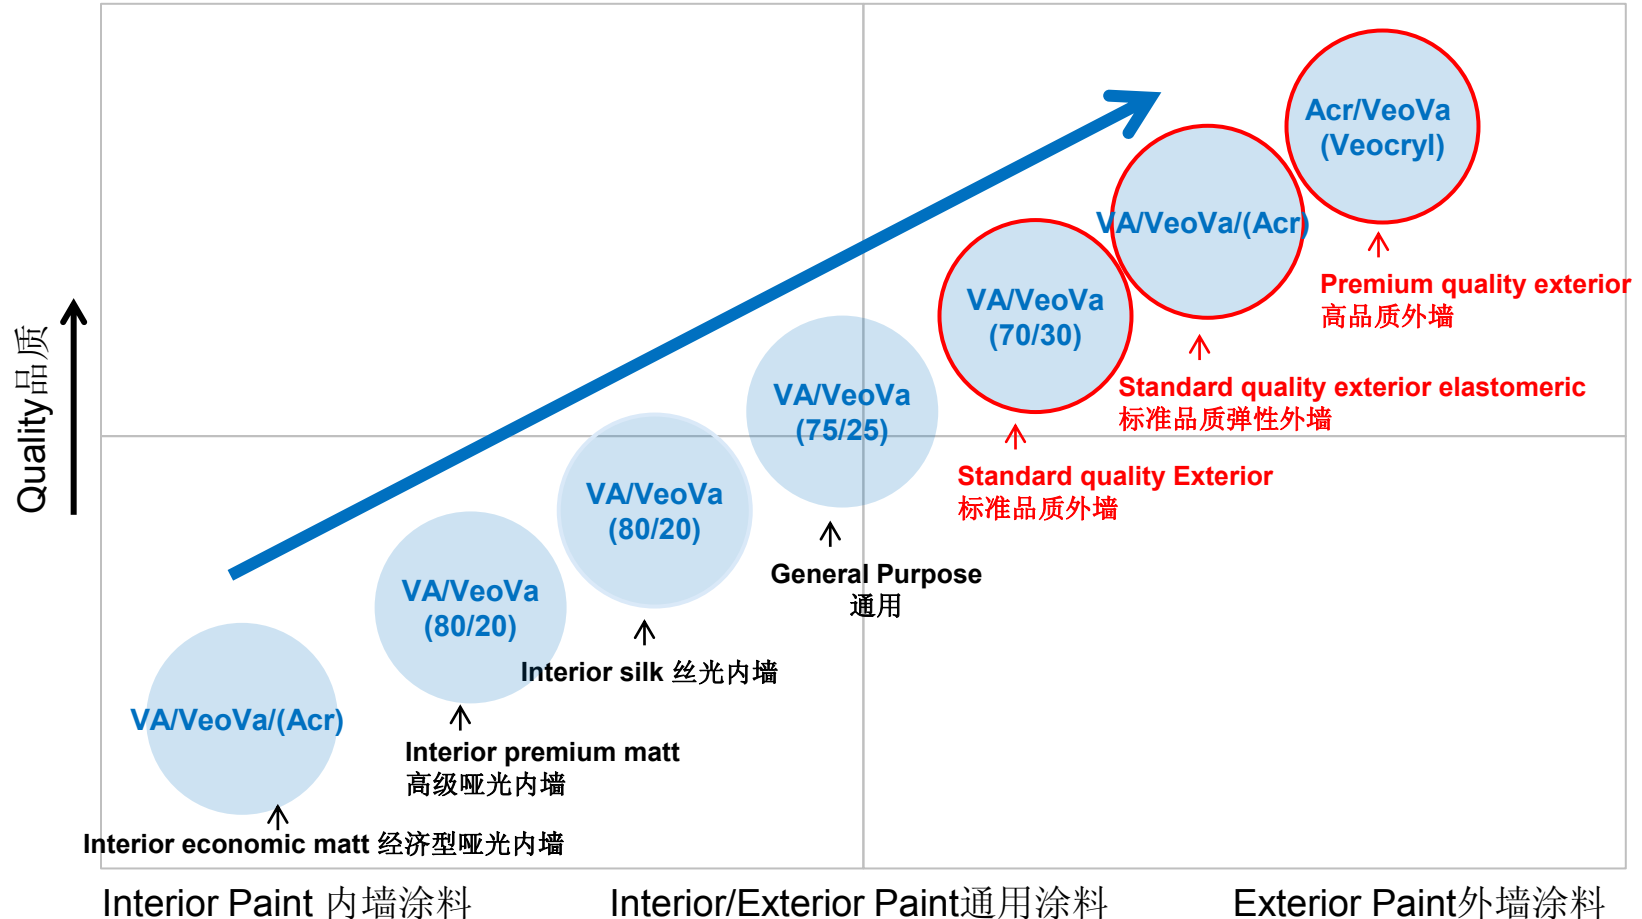 Acr/VeoVa
(Veocryl)
VA/VeoVa/(Acr)
Premium quality exterior
高品质外墙
VA/VeoVa
(70/30)
Quality品质
Standard quality exterior elastomeric
标准品质弹性外墙
VA/VeoVa
(75/25)
Standard quality Exterior
标准品质外墙
VA/VeoVa
(80/20)
General Purpose
通用
VA/VeoVa
(80/20)
Interior silk 丝光内墙
VA/VeoVa/(Acr)
Interior premium matt
高级哑光内墙
Interior economic matt 经济型哑光内墙
Interior Paint 内墙涂料
Interior/Exterior Paint通用涂料
Exterior Paint外墙涂料